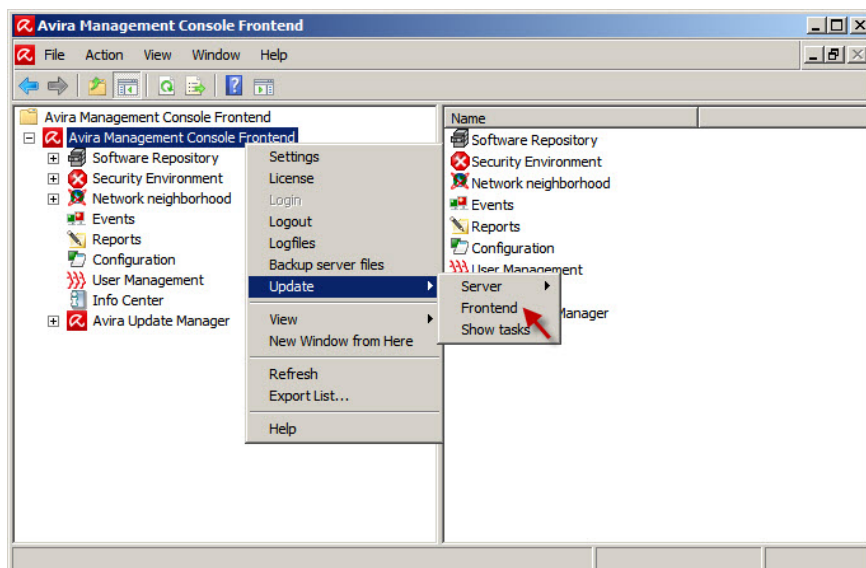 Avira Management Console Frontend
File Action View Window Help
Avira Management Console Frontend
Avira Management Console Frontend
Software Repository
Security Environment
Network neighborhood
Events
Reports
Configuration
User Management
Info Center
Avira Update Manager
Settings
License
Login
Logout
Logfiles
Backup server files
Update
View
New Window from Here
Refresh
Export List...
Help
Server
Frontend
Show tasks
Name
Software Repository
Security Environment
Network neighborhood
Events
Reports
Configuration
User Management
Manager